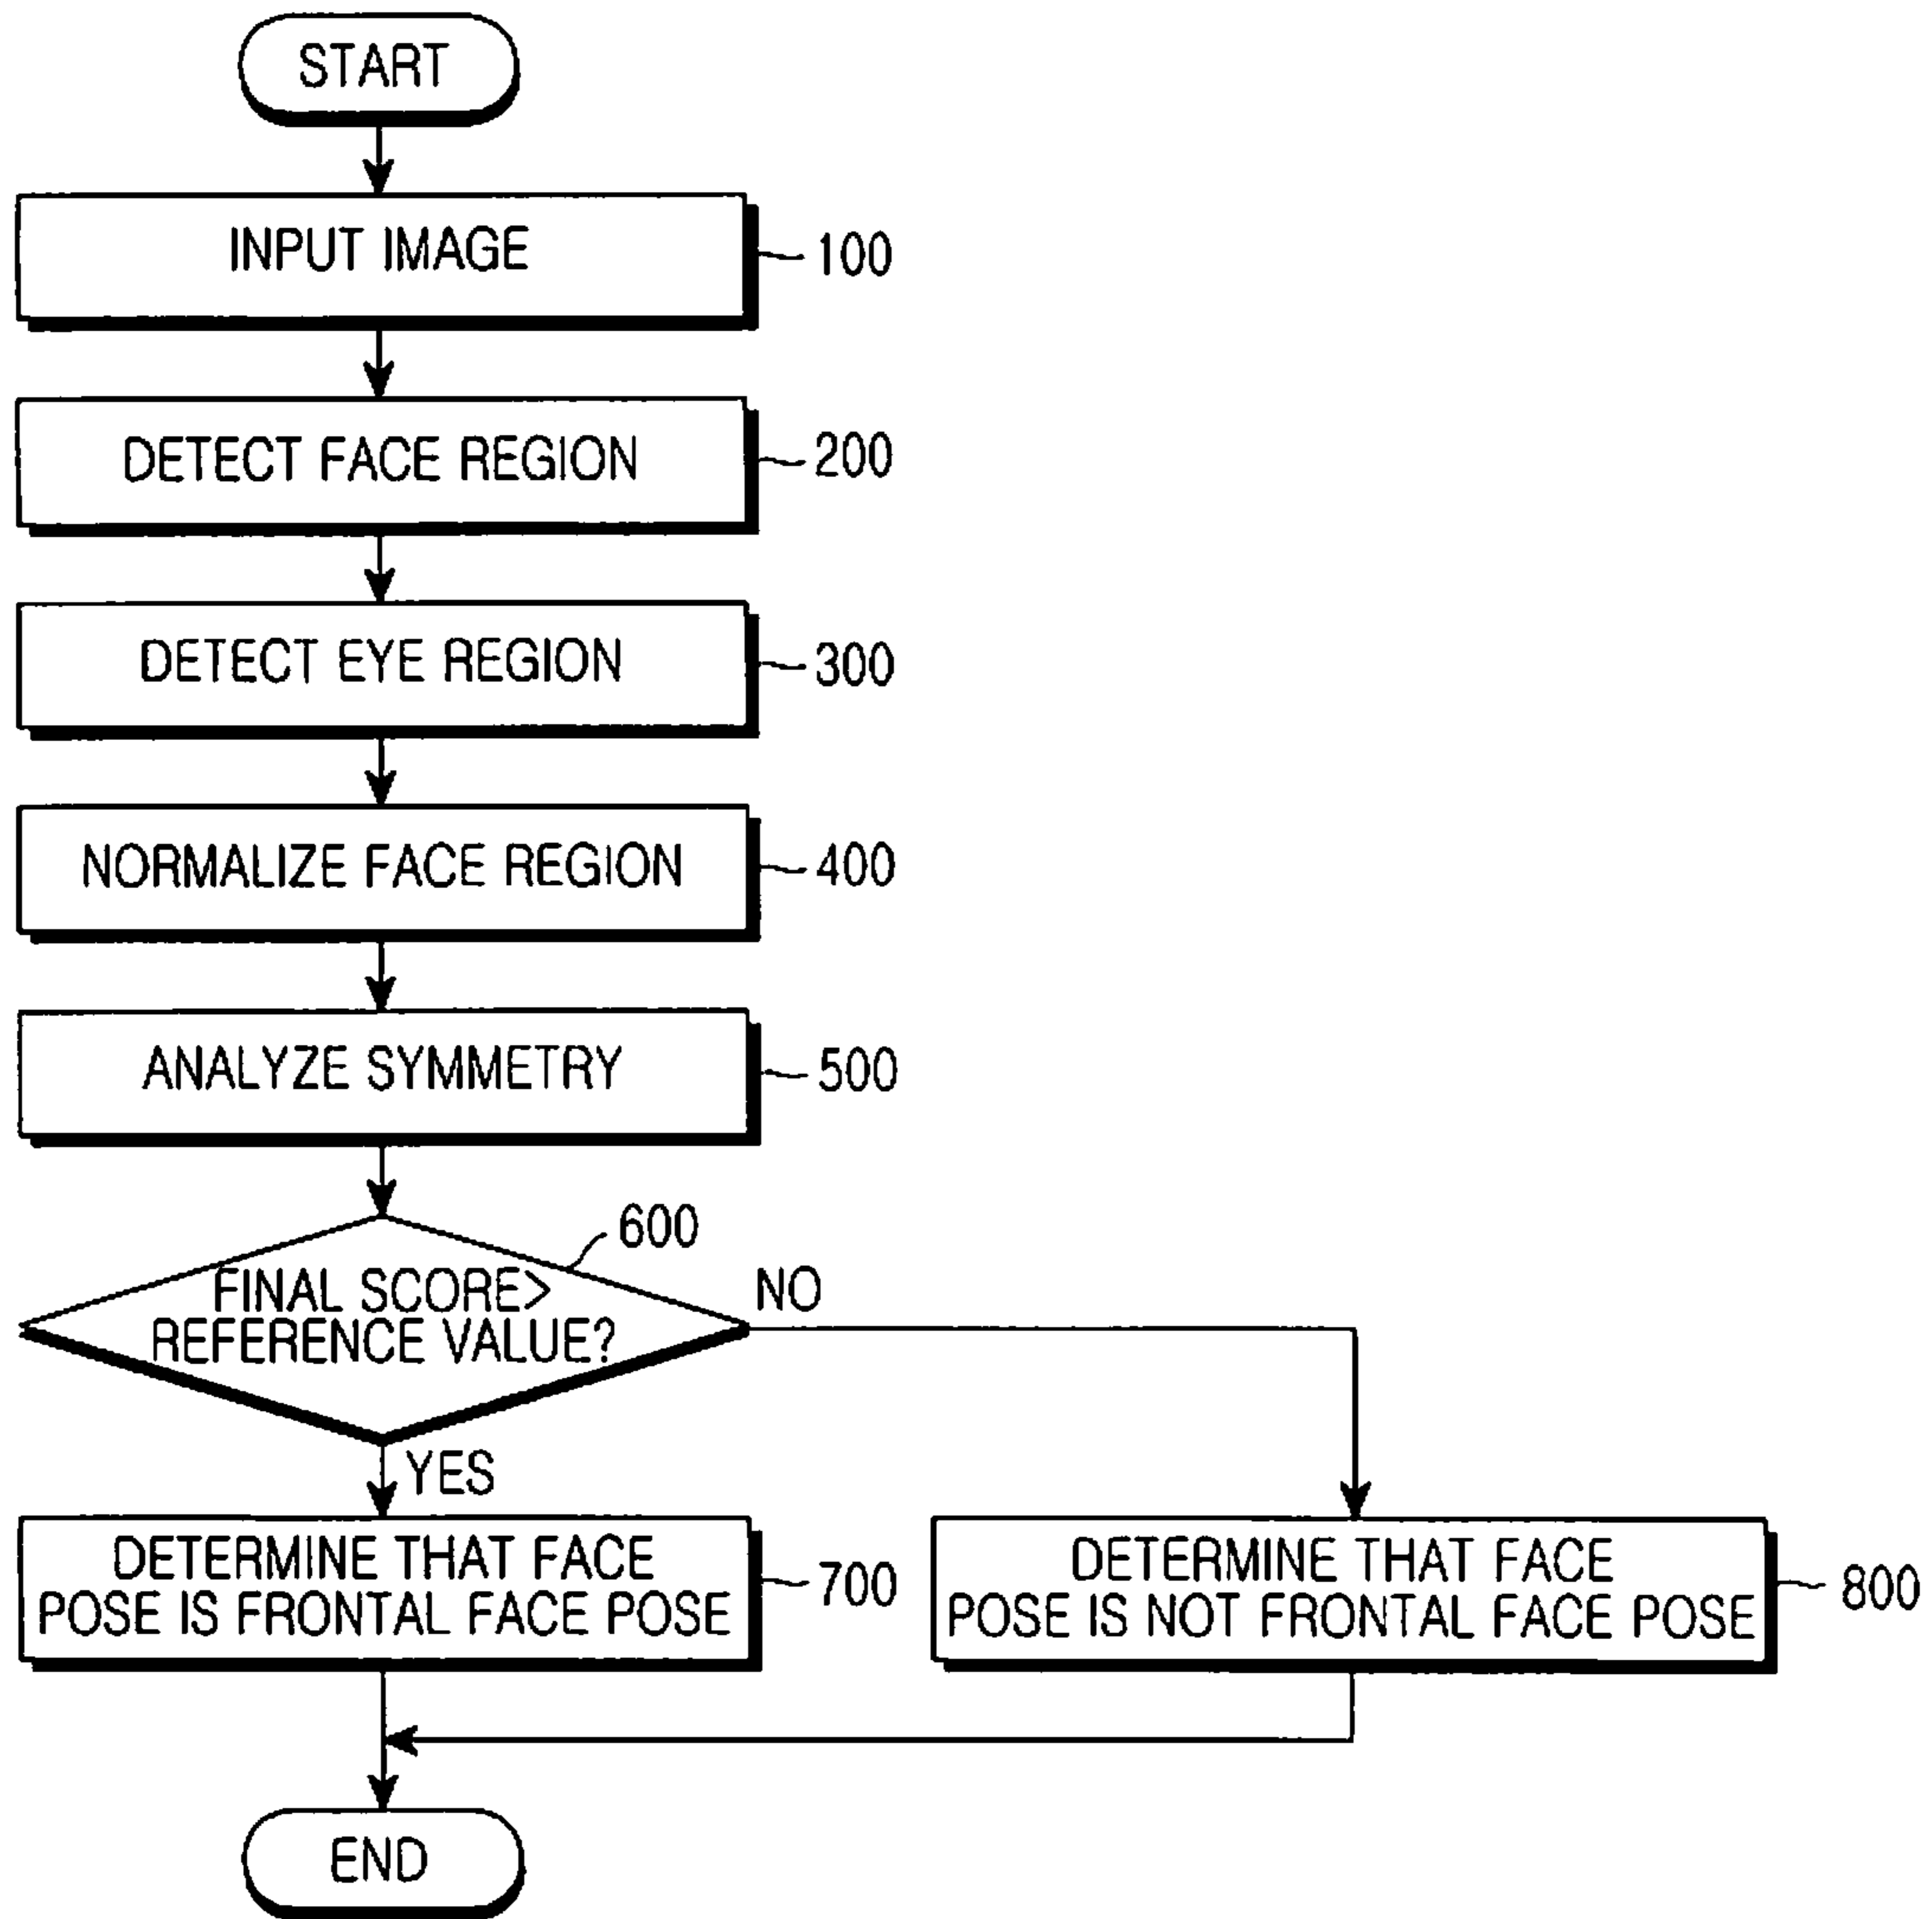 START
INPUT IMAGE
100
DETECT FACE REGION
200
DETECT EYE REGION
300
NORMALIZE FACE REGION
400
ANALYZE SYMMETRY
500
600
FINAL SCORE>
REFERENCE VALUE?
NO
YES
DETERMINE THAT FACE
POSE IS FRONTAL FACE POSE
700
DETERMINE THAT FACE
POSE IS NOT FRONTAL FACE POSE
800
END